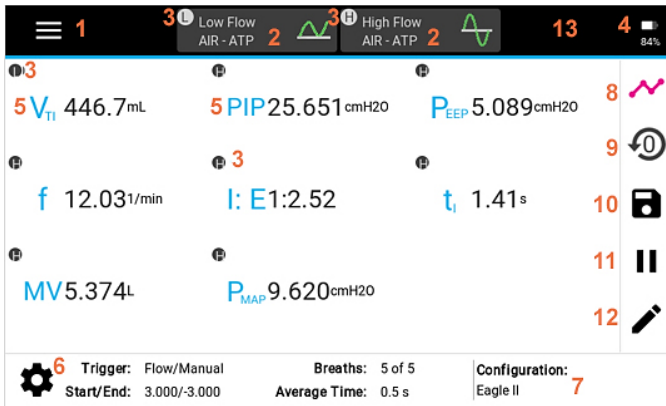 1
3 L Low Flow
AIR - ATP 2
3 H High Flow
AIR - ATP 2
13
4
84%
3 H H
5 VTI 446.7mL
5 PIP 25.651cmH2O
PEEP 5.089cmH2O
8
9 0
H H 3 H
f 12.031/min
I: E1:2.52
tI 1.41s
10
11
H H
MV5.374L
PMAP 9.620cmH2O
12
6 Trigger: Flow/Manual
Start/End: 3.000/-3.000
Breaths: 5 of 5
Average Time: 0.5 s
Configuration:
Eagle II 7